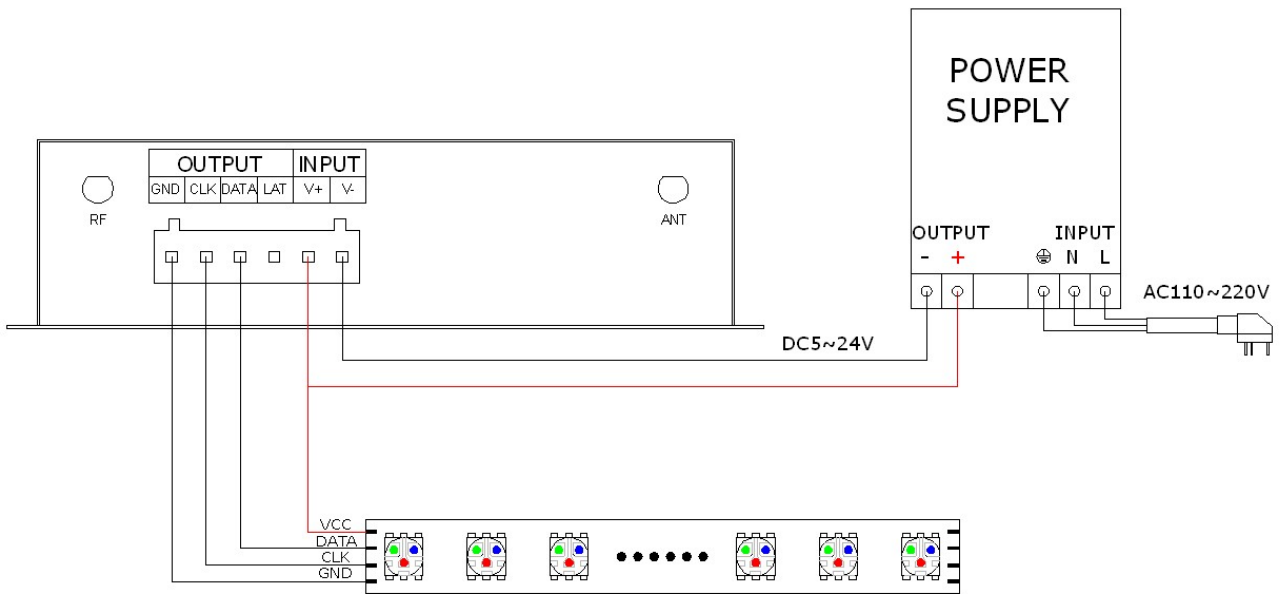 POWER
SUPPLY
OUTPUT INPUT
GND CLK DATA LAT V+ V-
RF
ANT
OUTPUT INPUT
- + N L
AC110~220V
DC5~24V
VCC
DATA
CLK
GND